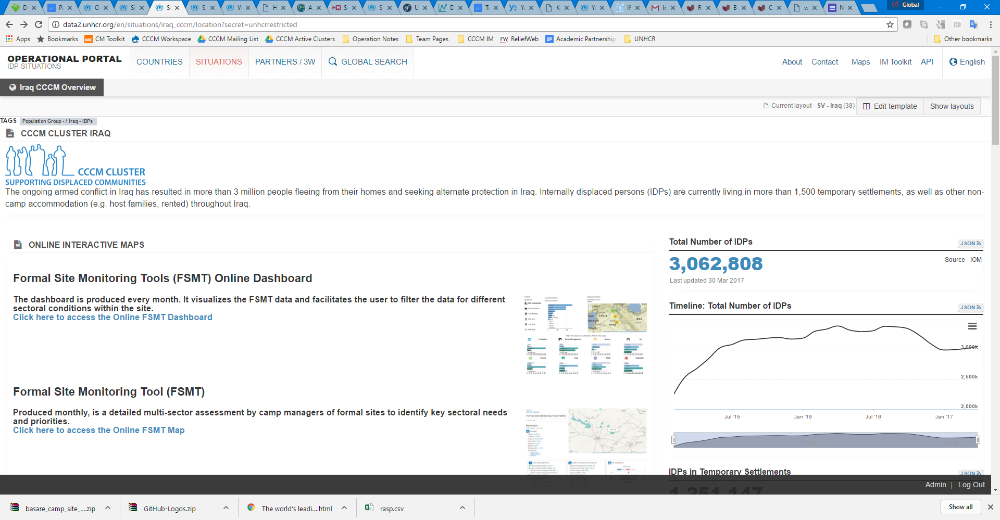 data2.unhcr.org/en/situations/iraq_cccm/location?secret=unhcrrestricted
Global
Apps Bookmarks CM Toolkit CCCM Workspace CCCM Mailing List CCCM Active Clusters Operation Notes Team Pages CCCM IM ReliefWeb Academic Partnership UNHCR Other bookmarks
OPERATIONAL PORTAL
IDP SITUATIONS
COUNTRIES SITUATIONS PARTNERS / 3W GLOBAL SEARCH About Contact Maps IM Toolkit API English
Iraq CCCM Overview
Current layout - SV - Iraq (38) Edit template Show layouts
TAGS Population Group - / Iraq - IDPs
CCCM CLUSTER IRAQ
CCCM CLUSTER
SUPPORTING DISPLACED COMMUNITIES
The ongoing armed conflict in Iraq has resulted in more than 3 million people fleeing from their homes and seeking alternate protection in Iraq. Internally displaced persons (IDPs) are currently living in more than 1,500 temporary settlements, as well as other non-
camp accommodation (e.g. host families, rented) throughout Iraq.
ONLINE INTERACTIVE MAPS
Formal Site Monitoring Tools (FSMT) Online Dashboard
The dashboard is produced every month. It visualizes the FSMT data and facilitates the user to filter the data for different
sectoral conditions within the site.
Click here to access the Online FSMT Dashboard
Formal Site Monitoring Tool (FSMT)
Produced monthly, is a detailed multi-sector assessment by camp managers of formal sites to identify key sectoral needs
and priorities.
Click here to access the Online FSMT Map
Total Number of IDPs
JSON
3,062,808
Source - IOM
Last updated 30 Mar 2017
Timeline: Total Number of IDPs
JSON
3,000k
2,500k
2,000k
Jul '15 Jan '16 Jul '16 Jan '17
2016 2017
IDPs in Temporary Settlements
JSON
1,251,147
Admin | Log Out
basare_camp_site_....zip GitHub-Logos.zip The world's leadi....html rasp.csv Show all